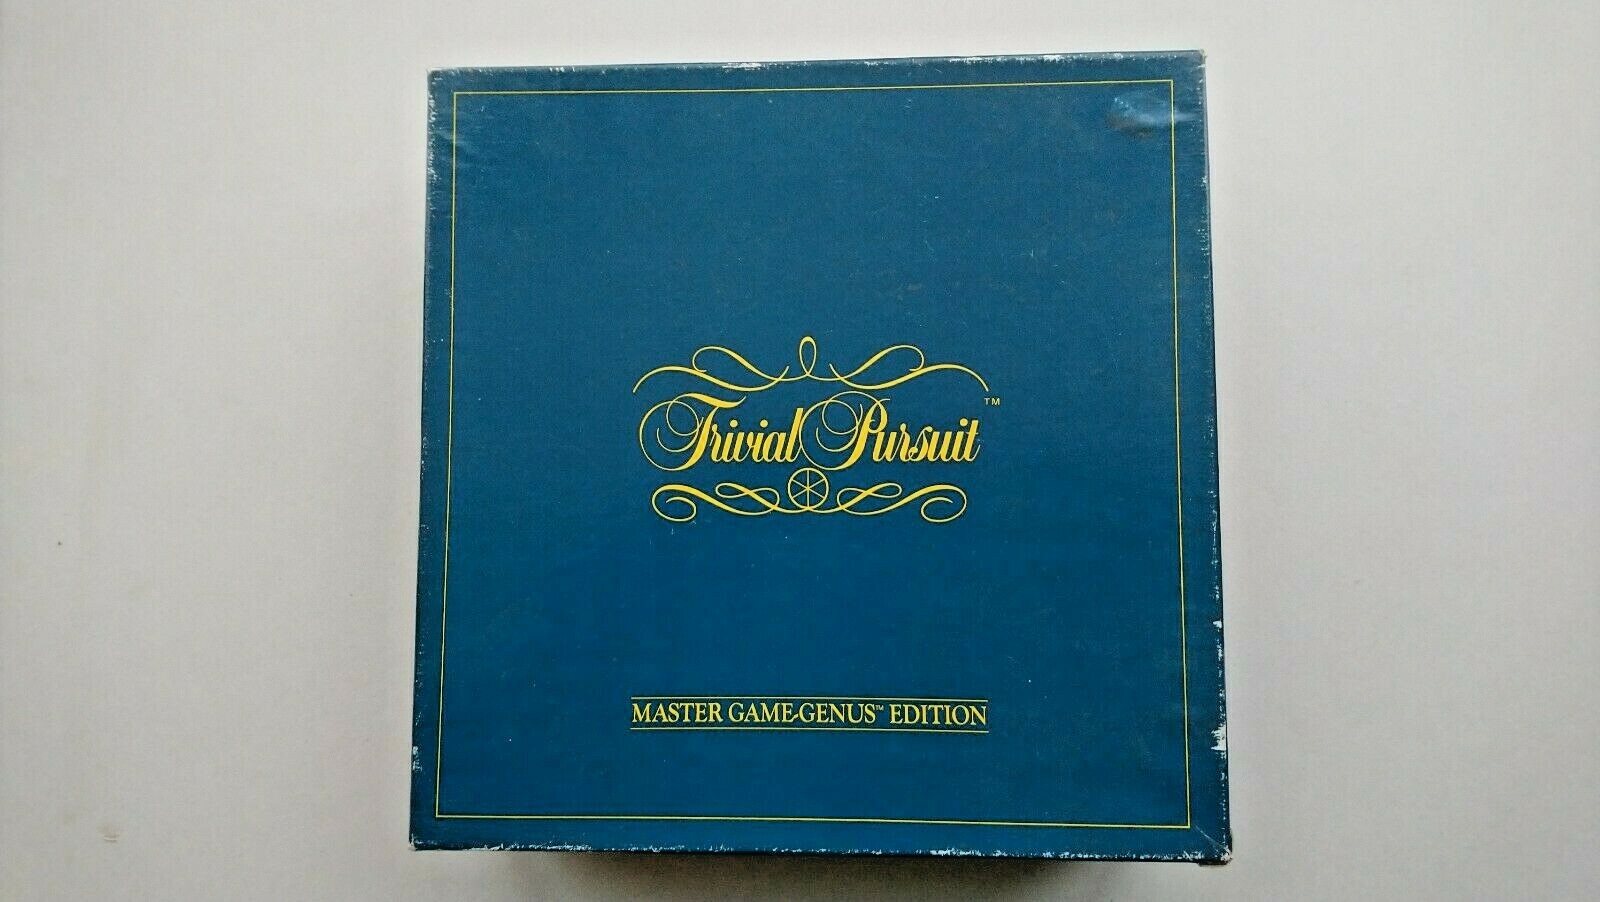 Trivial Pursuit™
MASTER GAME-GENUS™ EDITION